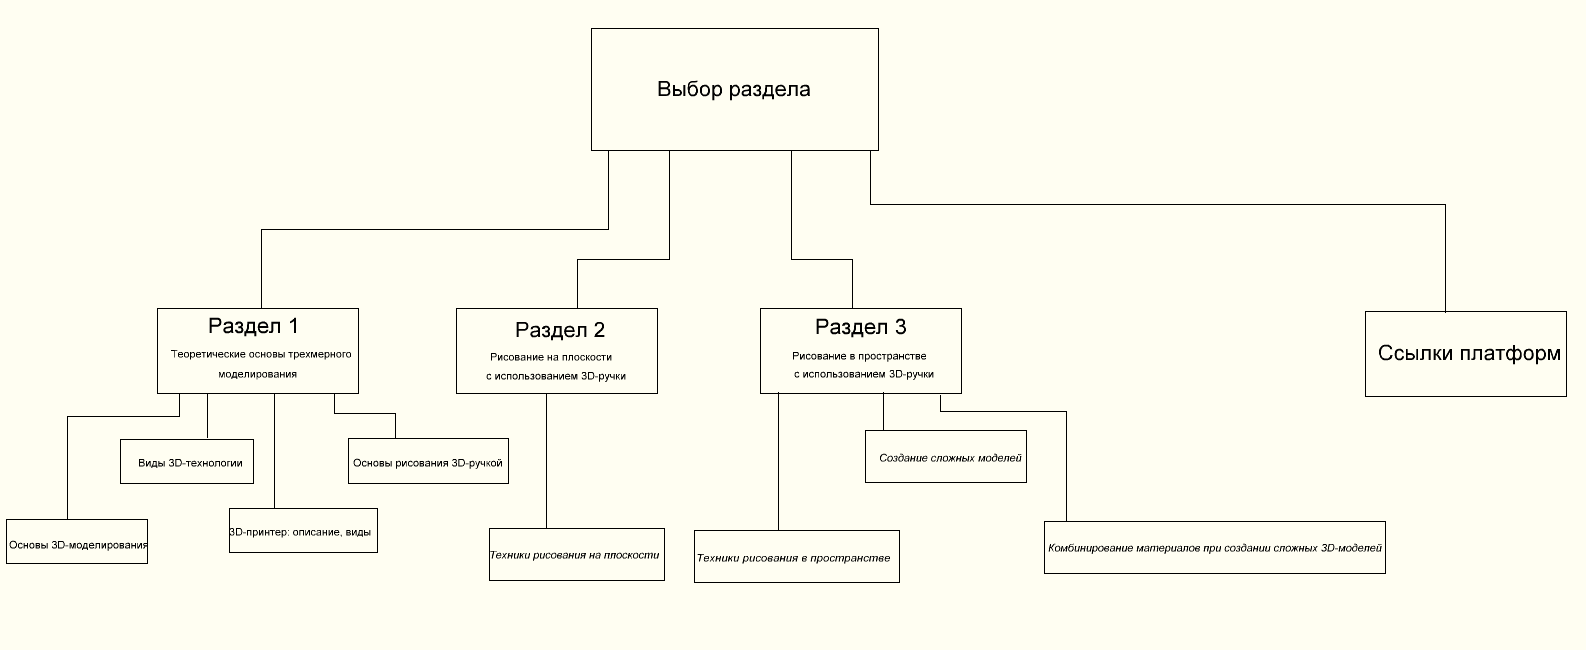 Выбор раздела
Раздел 1
Теоретические основы трехмерного
моделирования
Раздел 2
Рисование на плоскости
с использованием 3D-ручки
Раздел 3
Рисование в пространстве
с использованием 3D-ручки
Ссылки платформ
Виды 3D-технологии
Основы рисования 3D-ручкой
Создание сложных моделей
Основы 3D-моделирования
3D-принтер: описание, виды
Техники рисования на плоскости
Техники рисования в пространстве
Комбинирование материалов при создании сложных 3D-моделей